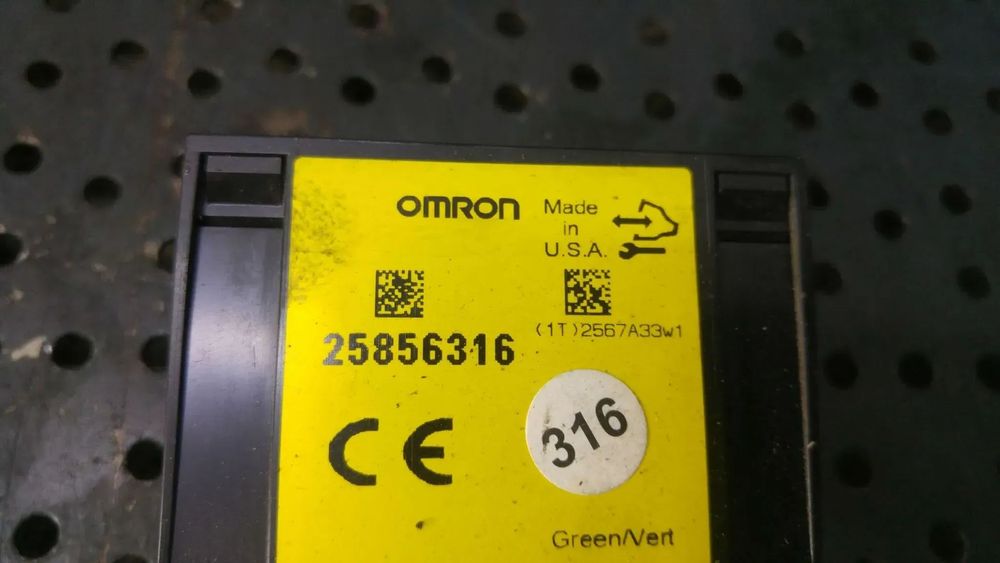 OMRON
Made
in
U.S.A.
25856316
(1T)2567A33W1
CE
316
Green/Vert